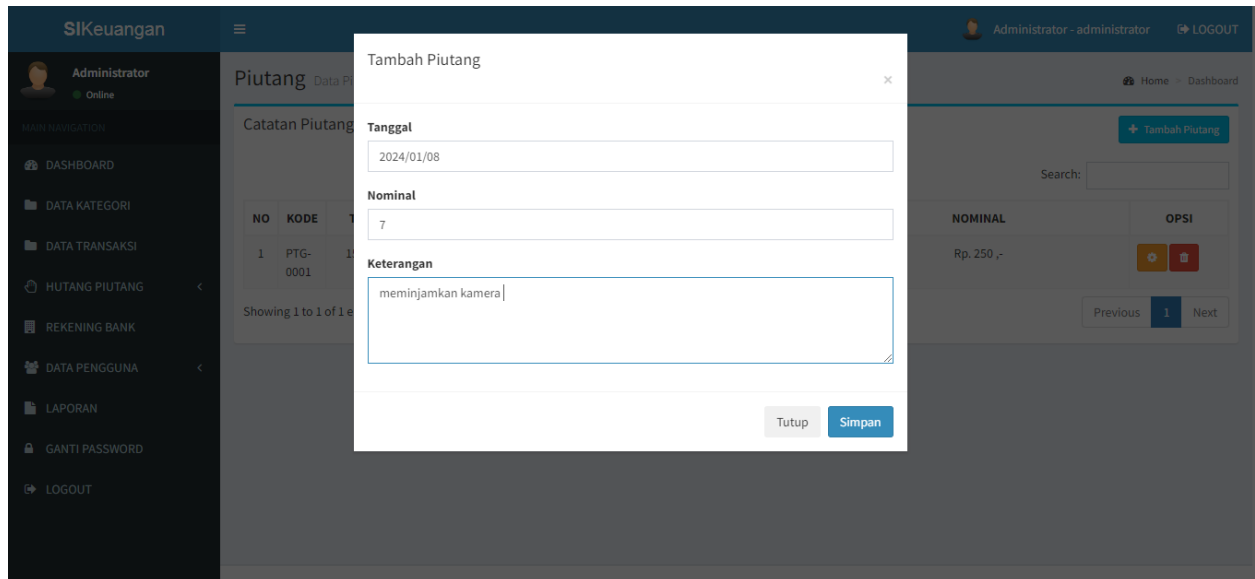 SIKeuangan
Administrator - administrator LOGOUT
Administrator
Online
MAIN NAVIGATION
DASHBOARD
DATA KATEGORI
DATA TRANSAKSI
HUTANG PIUTANG
REKENING BANK
DATA PENGGUNA
LAPORAN
GANTI PASSWORD
LOGOUT
Piutang Data
Home > Dashboard
Catatan Piutang
+ Tambah Piutang
Search:
NO KODE NOMINAL OPSI
1 PTG-0001 Rp. 250 ,-
Showing 1 to 1 of 1
Previous 1 Next
Tambah Piutang
×
Tanggal
2024/01/08
Nominal
7
Keterangan
meminjamkan kamera
Tutup Simpan